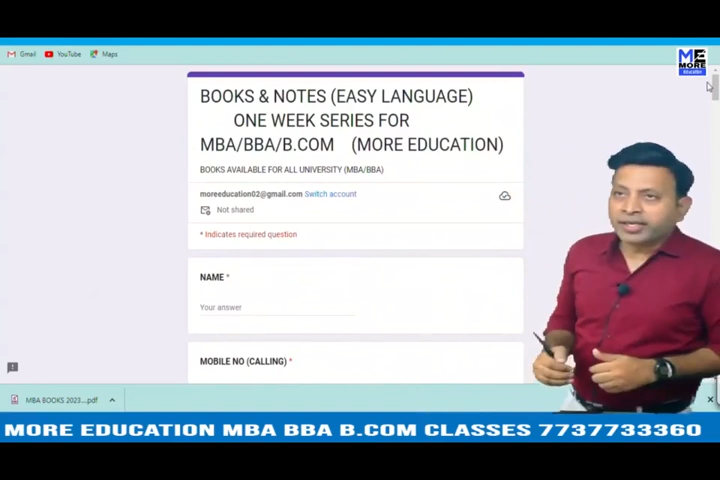 Gmail YouTube Maps
ME
MORE
Education
BOOKS & NOTES (EASY LANGUAGE)
ONE WEEK SERIES FOR
MBA/BBA/B.COM (MORE EDUCATION)
BOOKS AVAILABLE FOR ALL UNIVERSITY (MBA/BBA)
moreeducation02@gmail.com Switch account
Not shared
* Indicates required question
NAME *
Your answer
MOBILE NO (CALLING) *
MBA BOOKS 2023....pdf
MORE EDUCATION MBA BBA B.COM CLASSES 7737733360